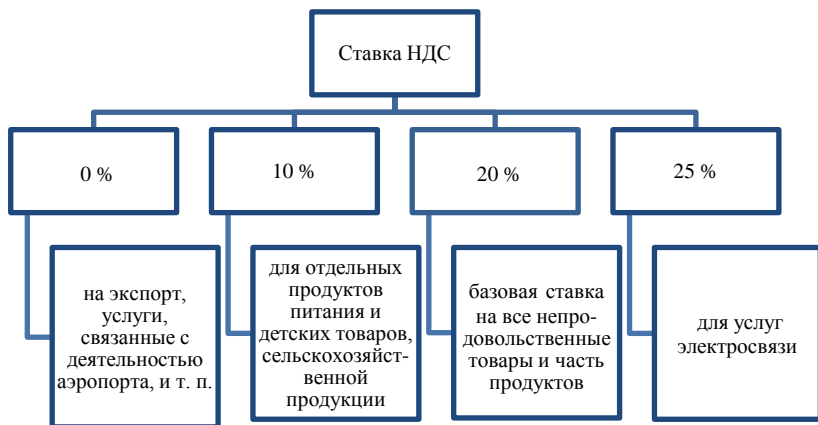 Ставка НДС
0 %
10 %
20 %
25 %
на экспорт,
услуги,
связанные с
деятельностью
аэропорта, и т. п.
для отдельных
продуктов
питания и
детских товаров,
сельскохозяйст-
венной
продукции
базовая ставка
на все непро-
довольственные
товары и часть
продуктов
для услуг
электросвязи